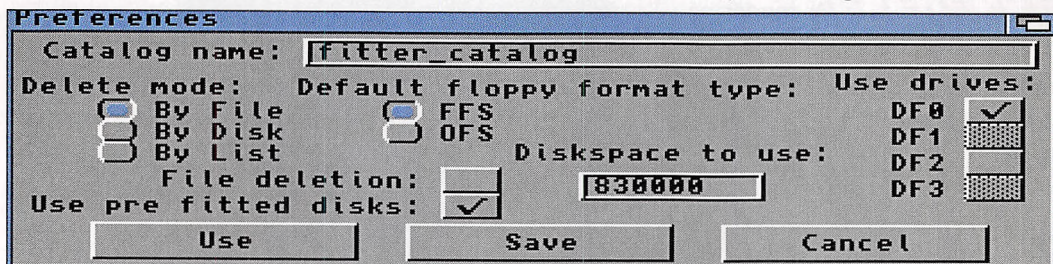 Preferences
Catalog name: fitter_catalog
Delete mode: Default floppy format type: Use drives:
By File FFS DF0
By Disk OFS DF1
By List Diskspace to use: DF2
File deletion: 830000 DF3
Use pre fitted disks:
Use Save Cancel